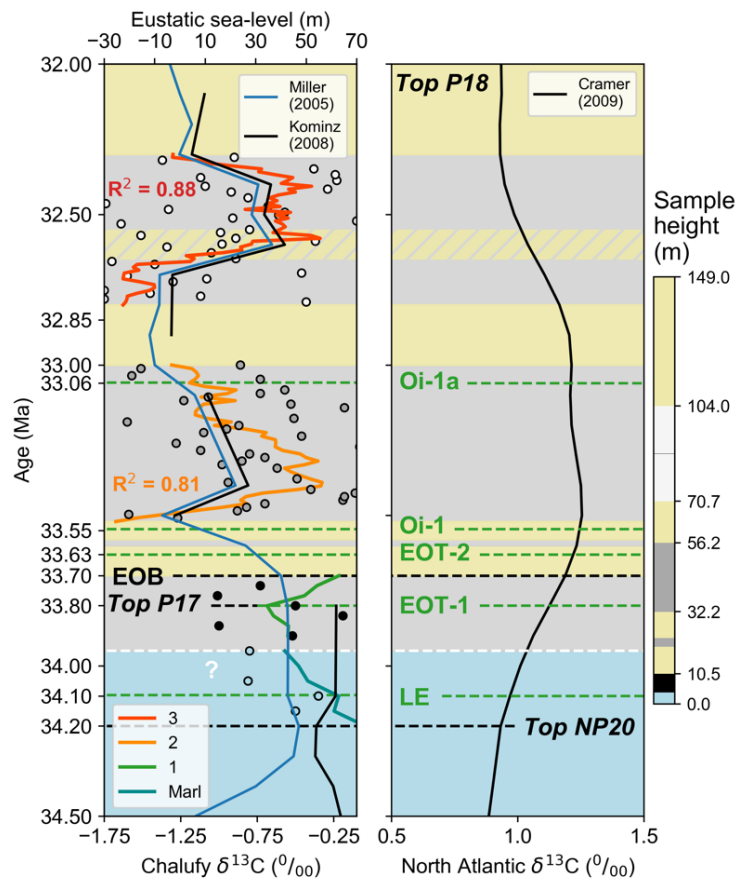 Eustatic sea-level (m)
−30 −10 10 30 50 70
32.00
32.50
32.85
33.00
33.06
33.55
33.63
33.70
33.80
34.00
34.10
34.20
34.50
Age (Ma)
Miller
(2005)
Kominz
(2008)
R² = 0.88
R² = 0.81
EOB
Top P17
?
3
2
1
Marl
−1.75 −1.25 −0.75 −0.25
Chalufy δ¹³C (⁰/₀₀)
Top P18
Cramer
(2009)
Oi-1a
Oi-1
EOT-2
EOT-1
LE
Top NP20
0.5 1.0 1.5
North Atlantic δ¹³C (⁰/₀₀)
Sample
height
(m)
149.0
104.0
70.7
56.2
32.2
10.5
0.0